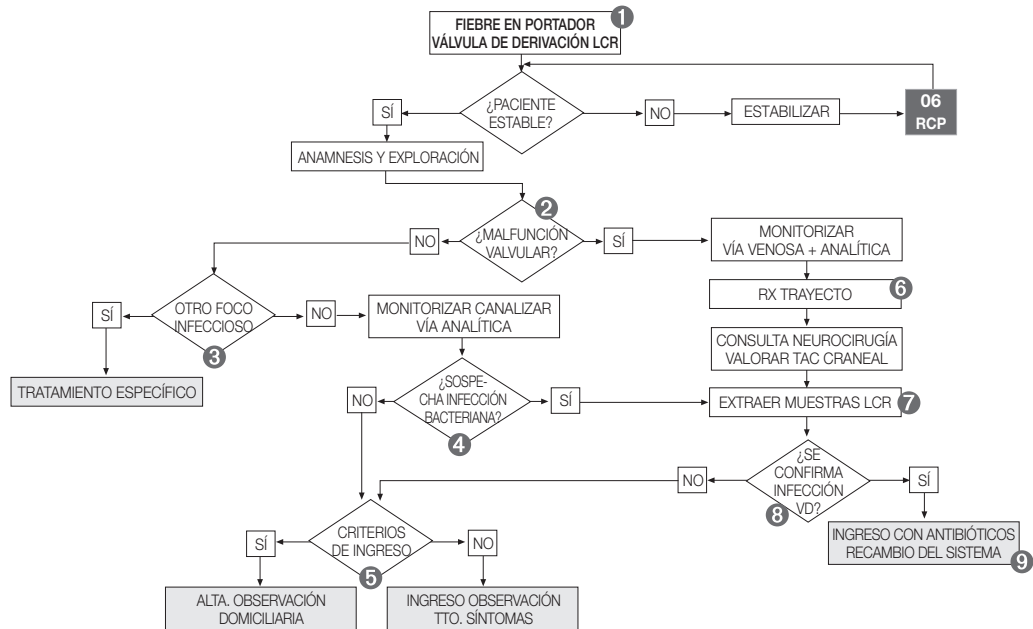 1
FIEBRE EN PORTADOR
VÁLVULA DE DERIVACIÓN LCR
¿PACIENTE
ESTABLE?
SÍ
NO
ESTABILIZAR
06
RCP
ANAMNESIS Y EXPLORACIÓN
2
¿MALFUNCIÓN
VALVULAR?
NO
SÍ
MONITORIZAR
VÍA VENOSA + ANALÍTICA
OTRO FOCO
INFECCIOSO
3
SÍ
NO
MONITORIZAR CANALIZAR
VÍA ANALÍTICA
RX TRAYECTO
6
CONSULTA NEUROCIRUGÍA
VALORAR TAC CRANEAL
TRATAMIENTO ESPECÍFICO
¿SOSPE-
CHA INFECCIÓN
BACTERIANA?
4
NO
SÍ
EXTRAER MUESTRAS LCR
7
¿SE
CONFIRMA
INFECCIÓN
VD?
8
NO
SÍ
INGRESO CON ANTIBIÓTICOS
RECAMBIO DEL SISTEMA
9
CRITERIOS
DE INGRESO
5
SÍ
NO
ALTA. OBSERVACIÓN
DOMICILIARIA
INGRESO OBSERVACIÓN
TTO. SÍNTOMAS